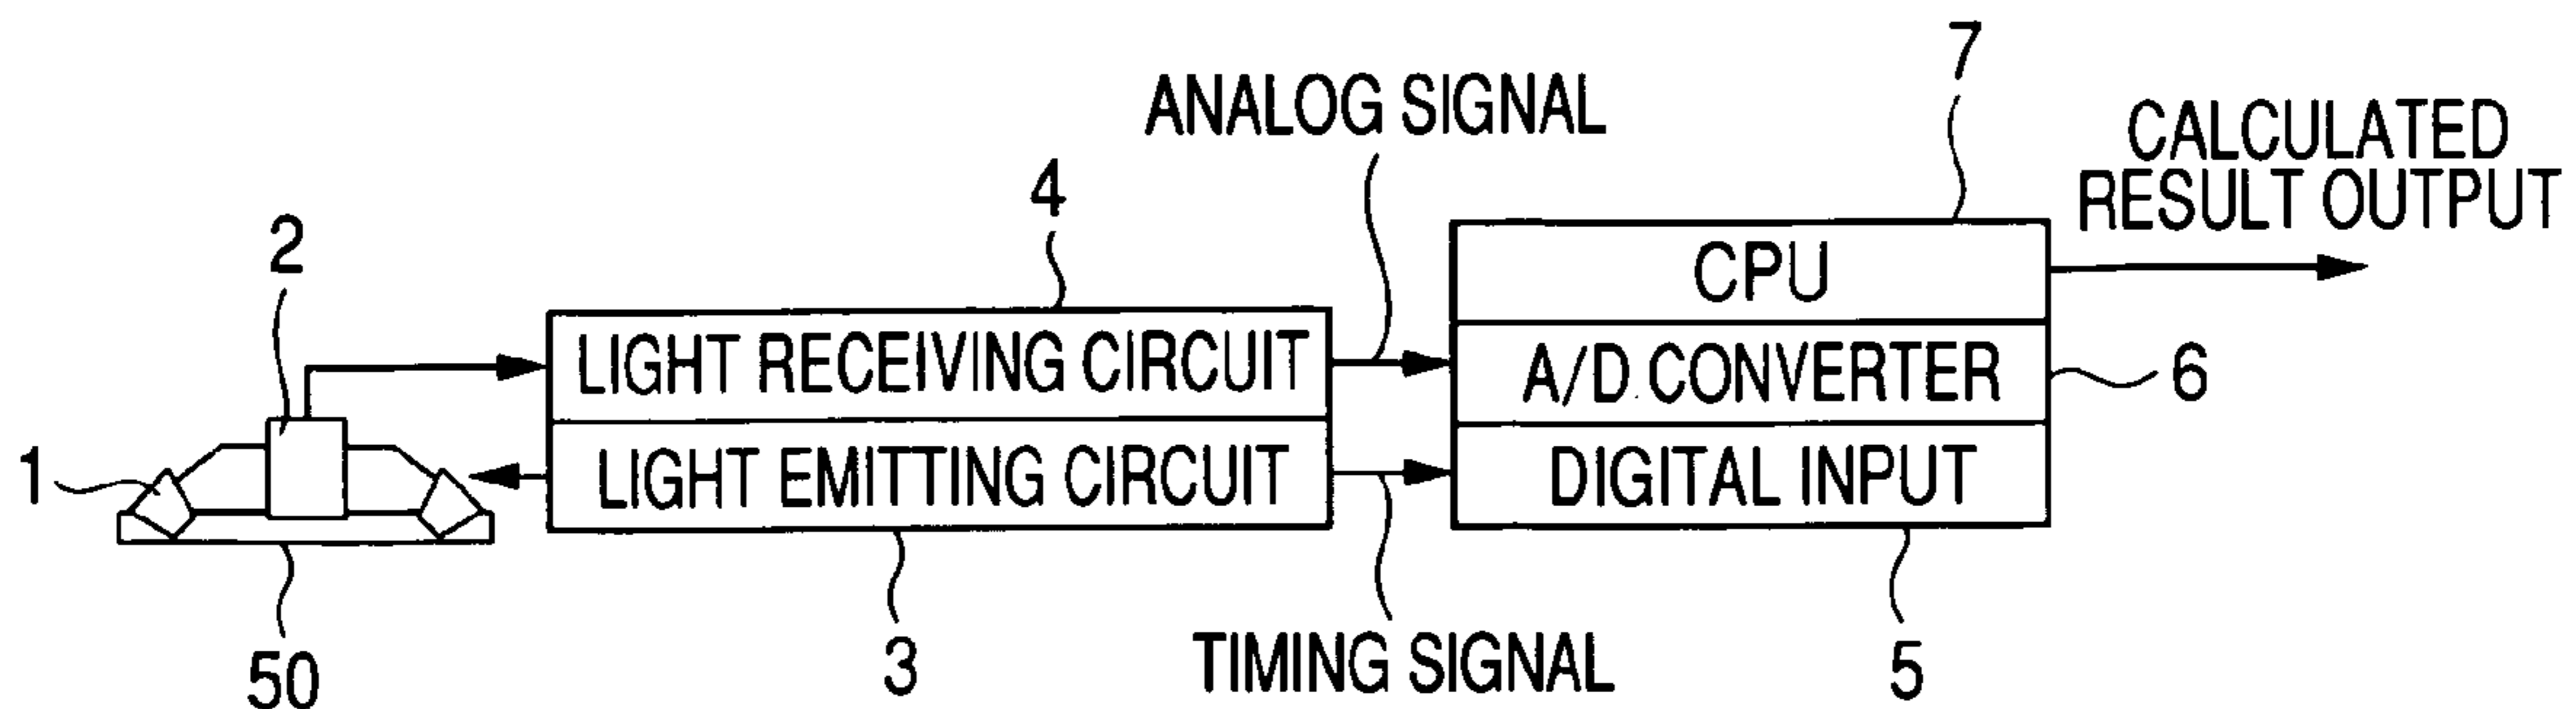 7
ANALOG SIGNAL
CALCULATED
RESULT OUTPUT
4
2
CPU
LIGHT RECEIVING CIRCUIT
A/D CONVERTER
6
1
LIGHT EMITTING CIRCUIT
DIGITAL INPUT
50
3
TIMING SIGNAL
5